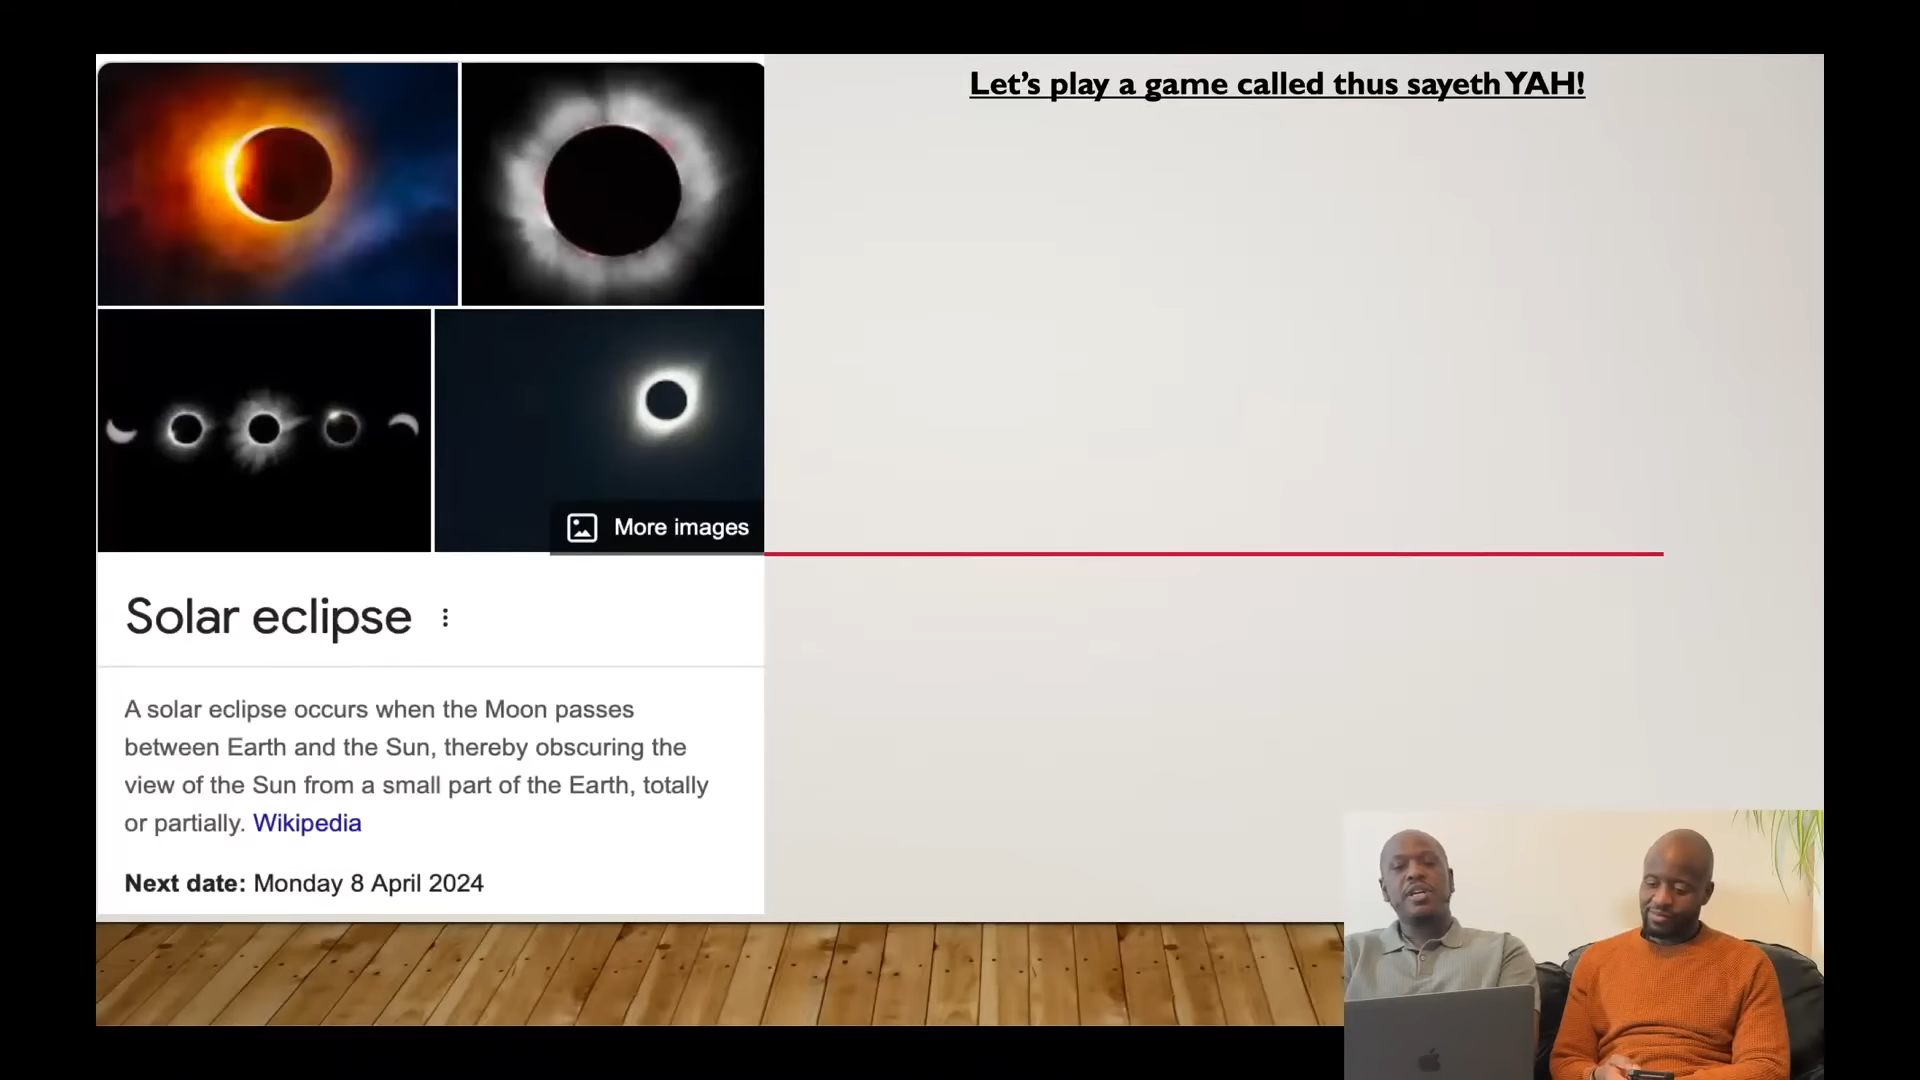 Let’s play a game called thus sayeth YAH!
More images
Solar eclipse
A solar eclipse occurs when the Moon passes
between Earth and the Sun, thereby obscuring the
view of the Sun from a small part of the Earth, totally
or partially. Wikipedia
Next date: Monday 8 April 2024